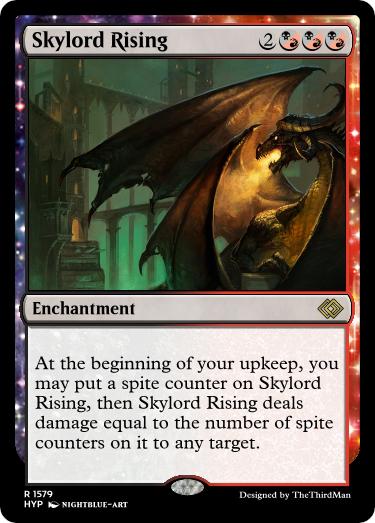 Skylord Rising 2
Enchantment
At the beginning of your upkeep, you
may put a spite counter on Skylord
Rising, then Skylord Rising deals
damage equal to the number of spite
counters on it to any target.
R 1579
HYP NIGHTBLUE-ART
Designed by TheThirdMan